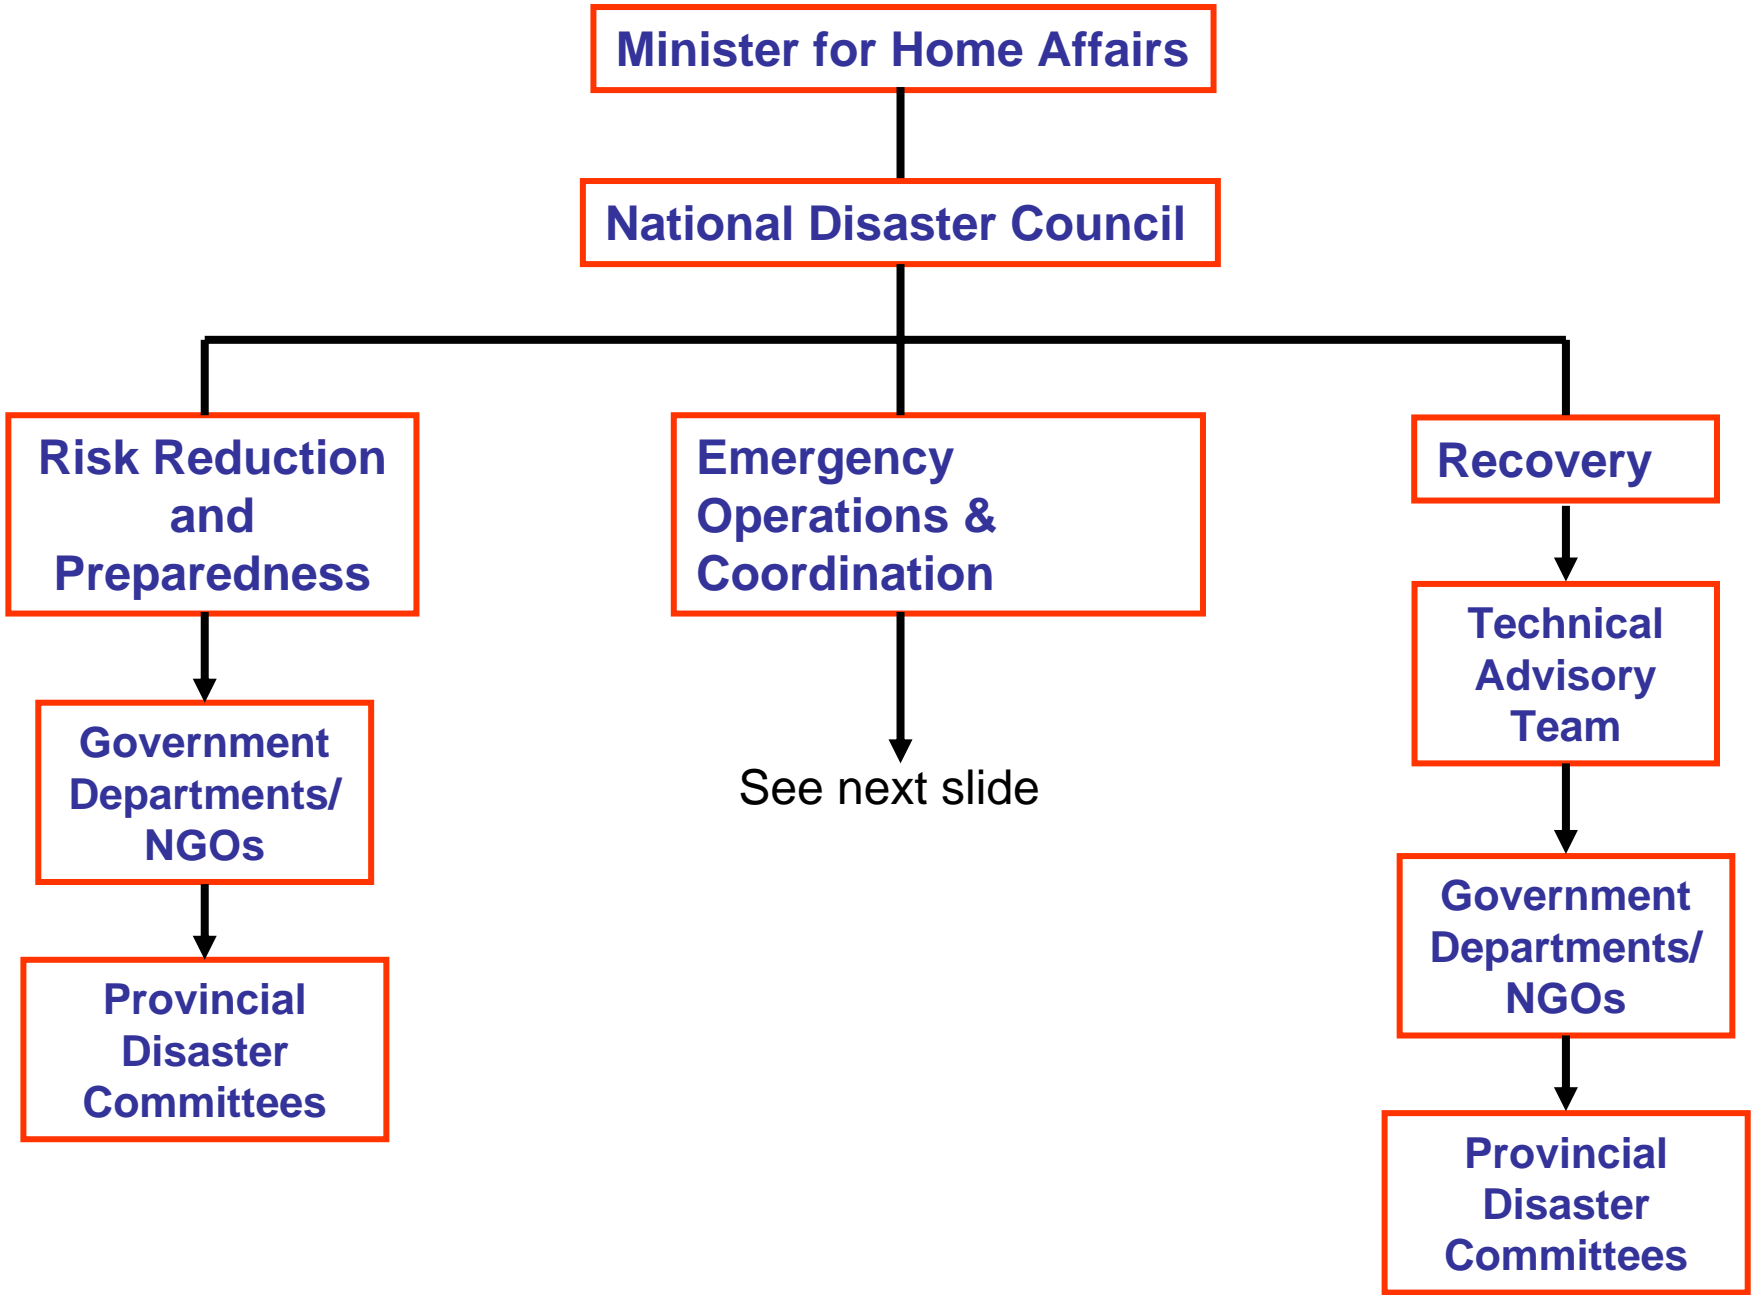 Minister for Home Affairs
National Disaster Council
Risk Reduction
and
Preparedness
Emergency
Operations &
Coordination
Recovery
Technical
Advisory
Team
Government
Departments/
NGOs
See next slide
Government
Departments/
NGOs
Provincial
Disaster
Committees
Provincial
Disaster
Committees